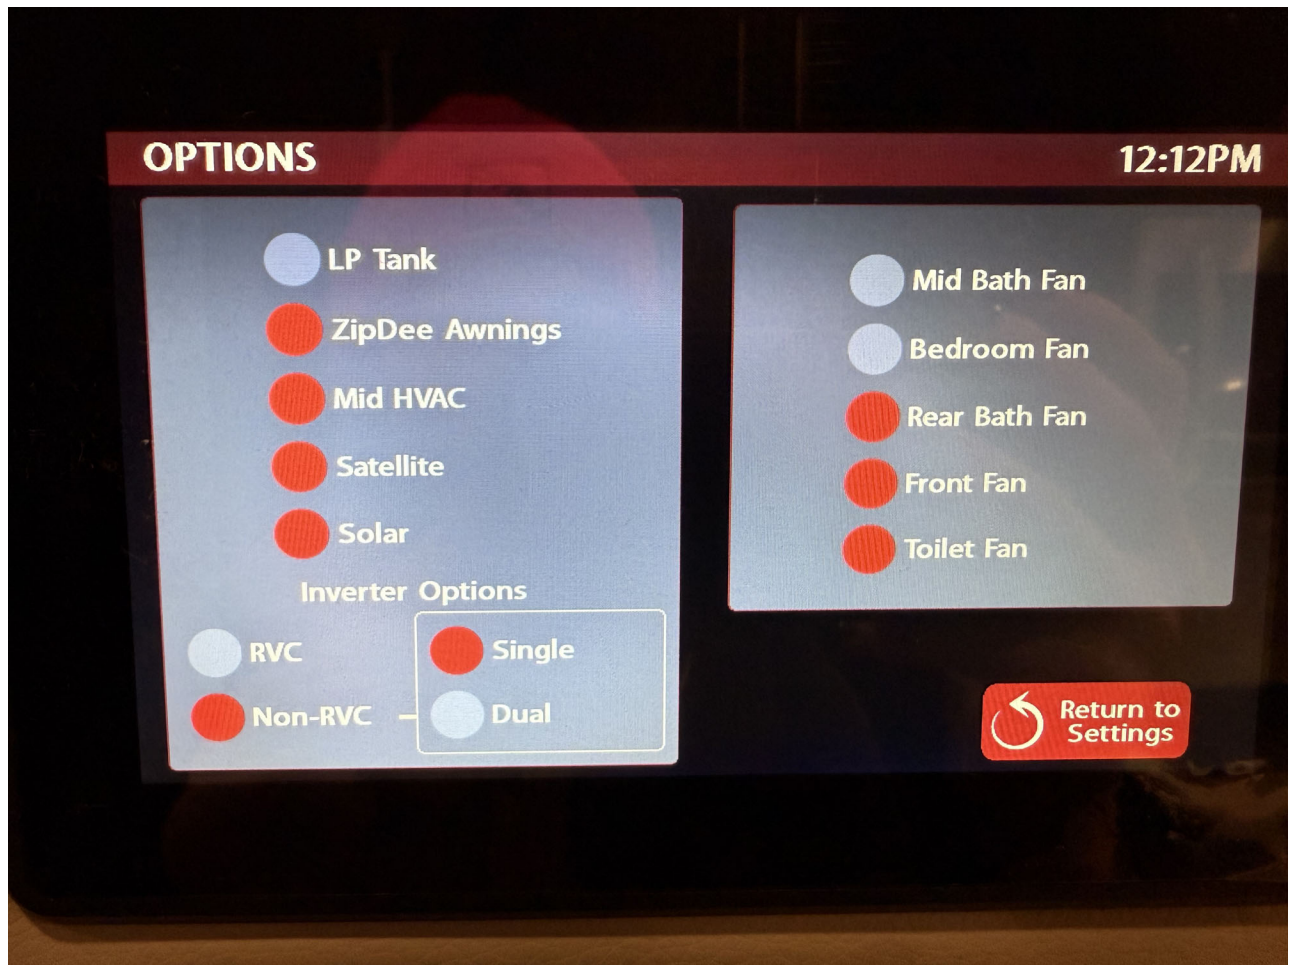 OPTIONS
12:12PM
LP Tank
ZipDee Awnings
Mid HVAC
Satellite
Solar
Inverter Options
RVC
Single
Non-RVC
Dual
Mid Bath Fan
Bedroom Fan
Rear Bath Fan
Front Fan
Toilet Fan
Return to
Settings